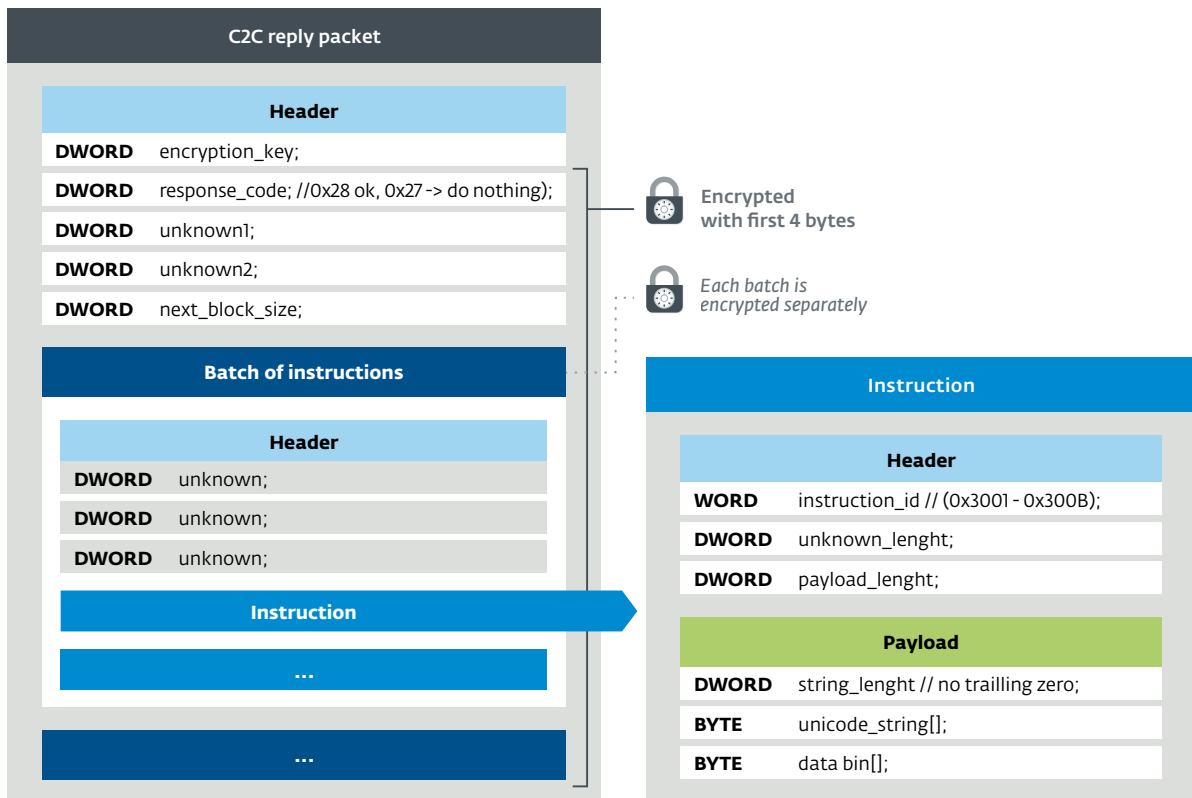 C2C reply packet
Header
DWORD encryption_key;
DWORD response_code; //0x28 ok, 0x27 -> do nothing);
DWORD unknown1;
DWORD unknown2;
DWORD next_block_size;
Batch of instructions
Header
DWORD unknown;
DWORD unknown;
DWORD unknown;
Instruction
...
...
Encrypted
with first 4 bytes
Each batch is
encrypted separately
Instruction
Header
WORD instruction_id // (0x3001 - 0x300B);
DWORD unknown_lenght;
DWORD payload_lenght;
Payload
DWORD string_lenght // no trailling zero;
BYTE unicode_string[];
BYTE data bin[];